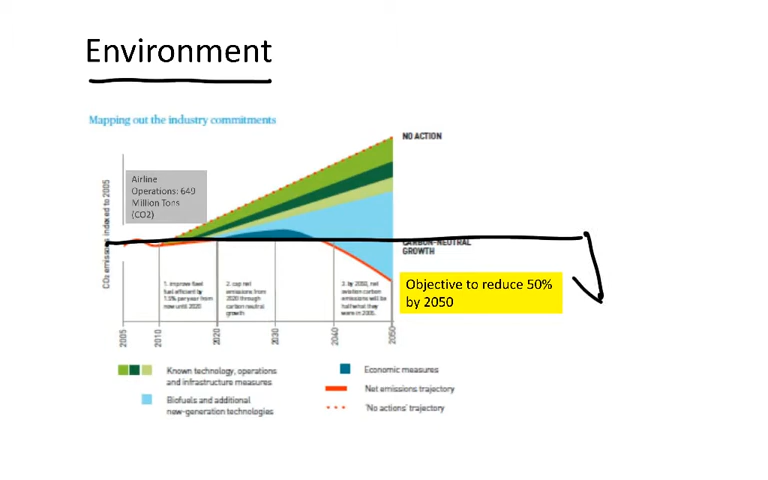 Environment
Mapping out the industry commitments
NO ACTION
Airline
Operations: 649
Million Tons
(CO2)
CO₂ emissions indexed to 2005
CARBON-NEUTRAL
GROWTH
1. improve fleet
fuel efficient by
1.5% per year from
now until 2020
2. cap net
emissions from
2020 through
carbon neutral
growth
3. by 2050, net
aviation carbon
emissions will be
half what they
were in 2005.
Objective to reduce 50%
by 2050
2005
2010
2020
2030
2040
2050
Known technology, operations
and infrastructure measures
Biofuels and additional
new-generation technologies
Economic measures
Net emissions trajectory
'No actions' trajectory